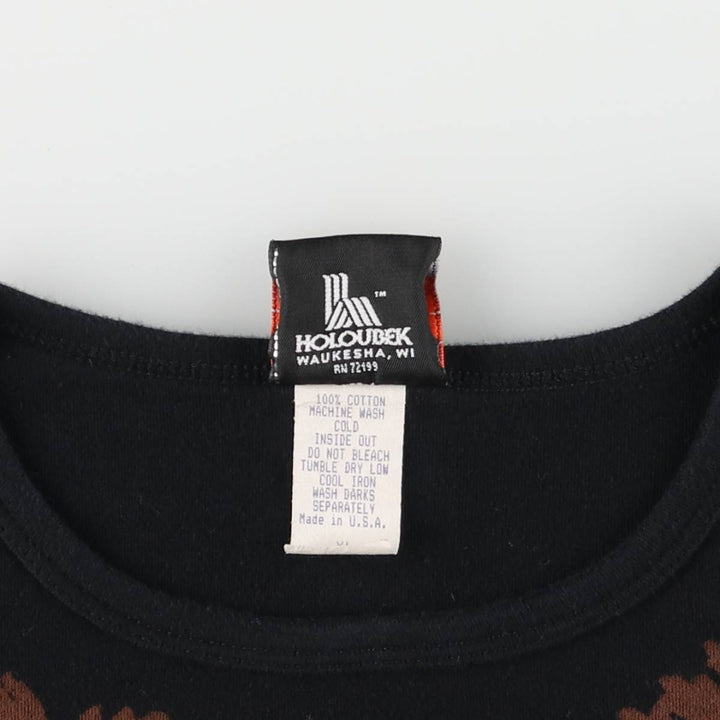 TM
HOLOUBEK
WAUKESHA, WI
RN 72199
100% COTTON
MACHINE WASH
COLD
INSIDE OUT
DO NOT BLEACH
TUMBLE DRY LOW
COOL IRON
WASH DARKS
SEPARATELY
Made in U.S.A.